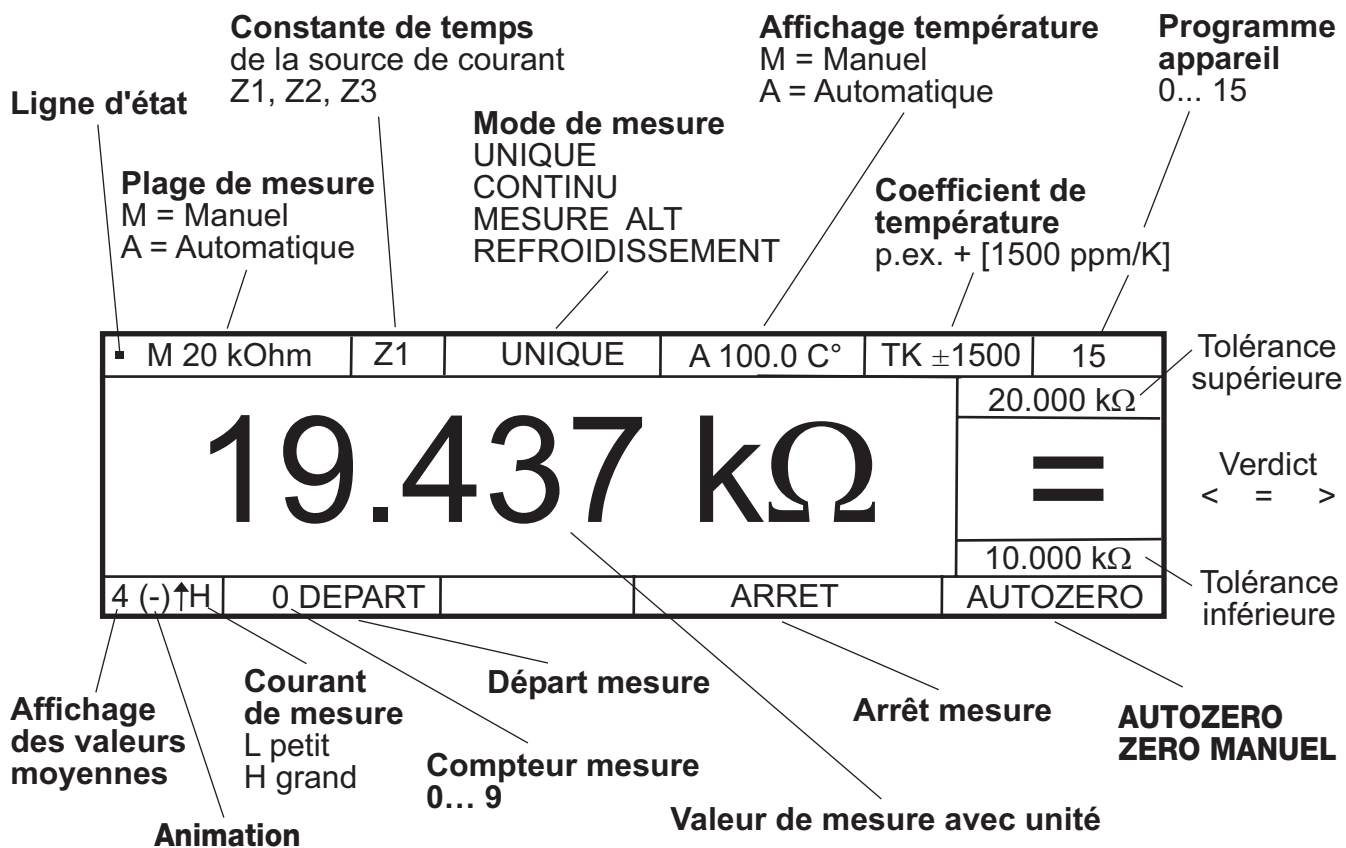 Constante de temps
de la source de courant
Z1, Z2, Z3
Affichage température
M = Manuel
A = Automatique
Programme
appareil
0... 15
Ligne d'état
Mode de mesure
UNIQUE
CONTINU
MESURE ALT
REFROIDISSEMENT
Plage de mesure
M = Manuel
A = Automatique
Coefficient de
température
p.ex. + [1500 ppm/K]
M 20 kOhm
Z1
UNIQUE
A 100.0 C°
TK ±1500
15
Tolérance
supérieure
20.000 kΩ
19.437 kΩ
=
Verdict
< = >
10.000 kΩ
Tolérance
inférieure
4 (-)↑H
0 DEPART
ARRET
AUTOZERO
Affichage
des valeurs
moyennes
Courant
de mesure
L petit
H grand
Départ mesure
Arrêt mesure
AUTOZERO
ZERO MANUEL
Compteur mesure
0... 9
Valeur de mesure avec unité
Animation